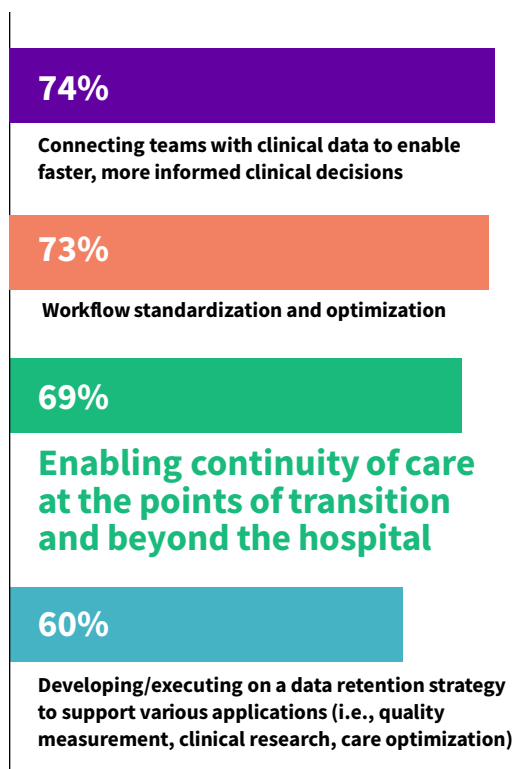 74%
Connecting teams with clinical data to enable
faster, more informed clinical decisions
73%
Workflow standardization and optimization
69%
Enabling continuity of care
at the points of transition
and beyond the hospital
60%
Developing/executing on a data retention strategy
to support various applications (i.e., quality
measurement, clinical research, care optimization)